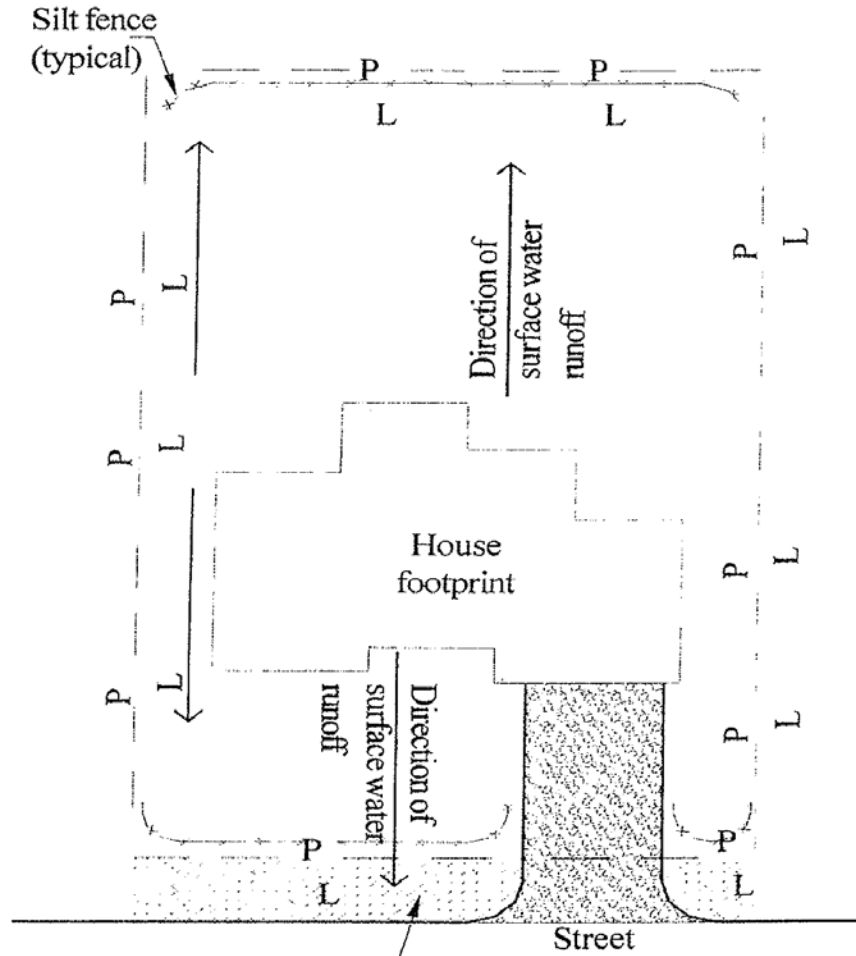 Silt fence
(typical)
P P
L L
Direction of
surface water
runoff
P L
P L
P L
House
footprint
P L
P L
P L
Direction of
surface water
runoff
P P
L L
Street